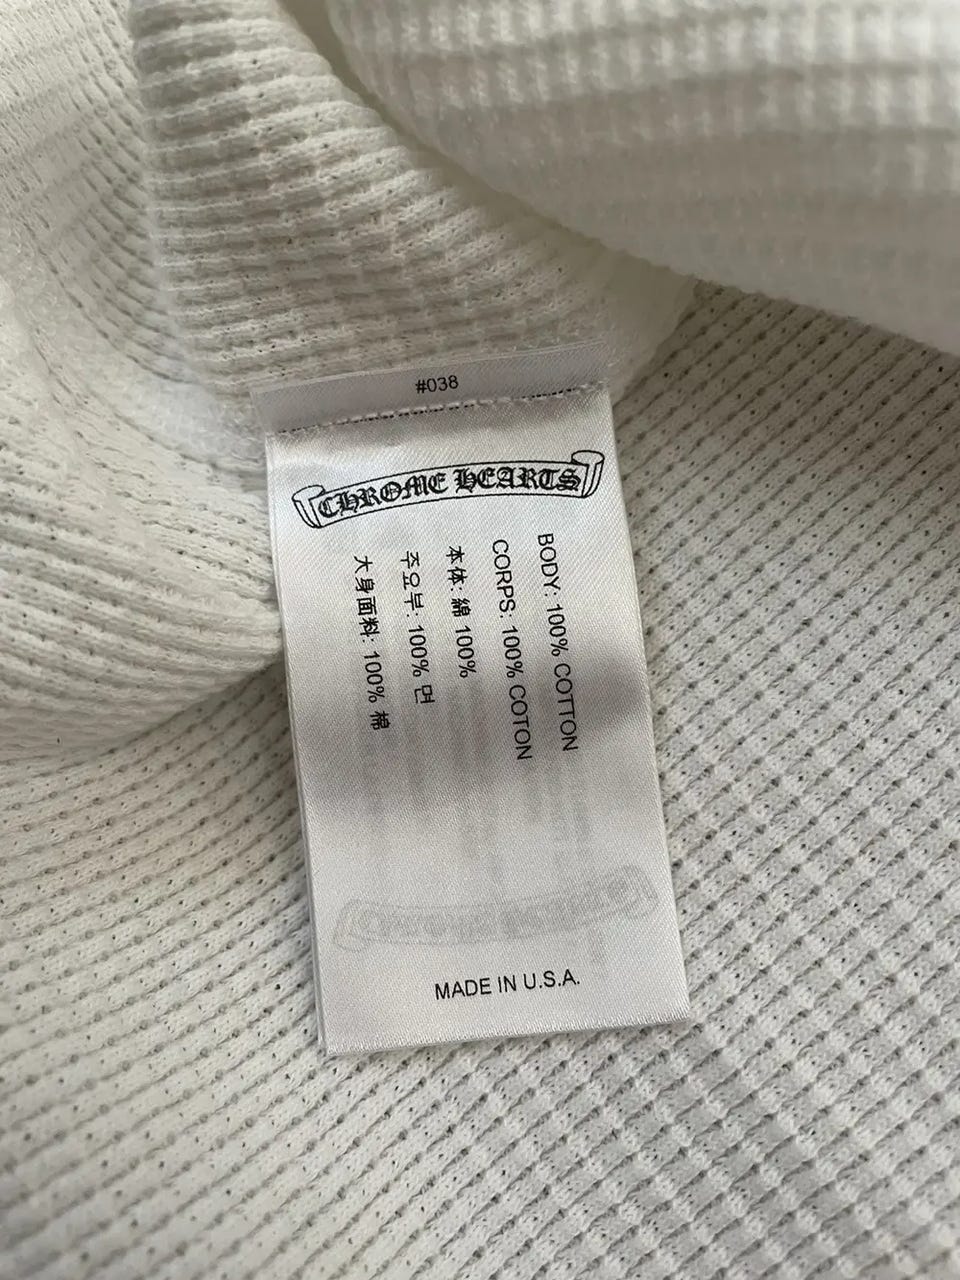 #038
CHROME HEARTS
BODY: 100% COTTON
CORPS: 100% COTON
本体: 綿 100%
주요부: 100% 면
大身面料: 100% 棉
MADE IN U.S.A.